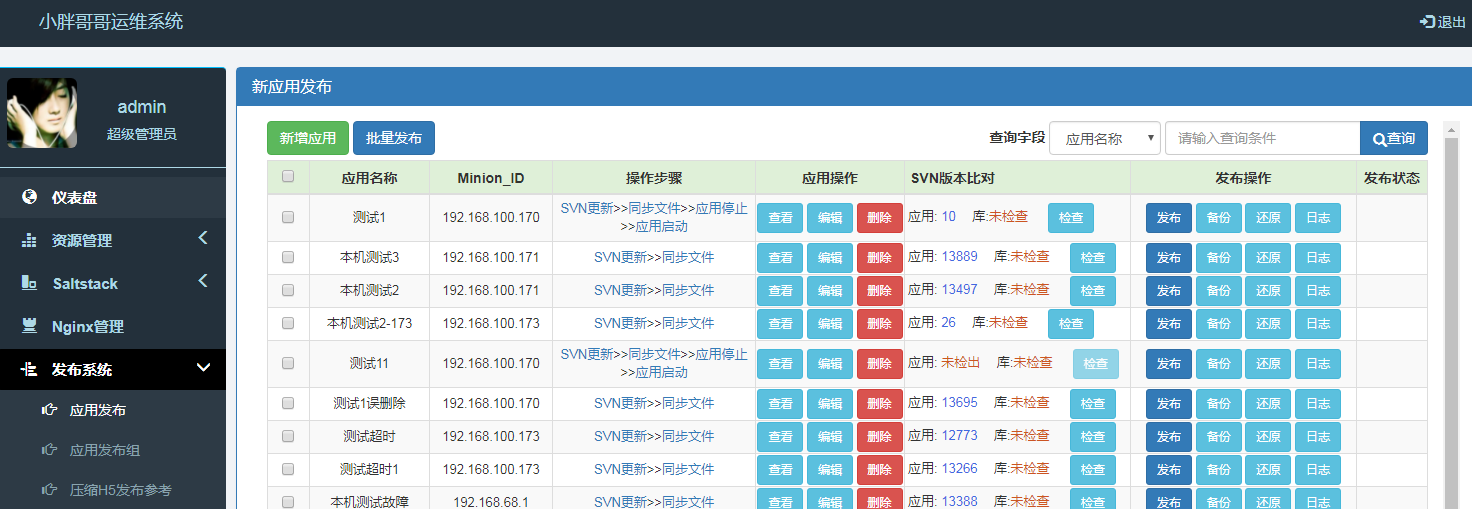 小胖哥哥运维系统
退出
admin
超级管理员
仪表盘
资源管理
Saltstack
Nginx管理
发布系统
应用发布
应用发布组
压缩H5发布参考
新应用发布
新增应用 批量发布 查询字段 应用名称 请输入查询条件 查询
应用名称 Minion_ID 操作步骤 应用操作 SVN版本比对 发布操作 发布状态
测试1 192.168.100.170 SVN更新>>同步文件>>应用停止
>>应用启动 查看 编辑 删除 应用: 10 库:未检查 检查 发布 备份 还原 日志
本机测试3 192.168.100.171 SVN更新>>同步文件 查看 编辑 删除 应用: 13889 库:未检查 检查 发布 备份 还原 日志
本机测试2 192.168.100.171 SVN更新>>同步文件 查看 编辑 删除 应用: 13497 库:未检查 检查 发布 备份 还原 日志
本机测试2-173 192.168.100.173 SVN更新>>同步文件 查看 编辑 删除 应用: 26 库:未检查 检查 发布 备份 还原 日志
测试11 192.168.100.170 SVN更新>>同步文件>>应用停止
>>应用启动 查看 编辑 删除 应用: 未检出 库:未检查 检查 发布 备份 还原 日志
测试1误删除 192.168.100.170 SVN更新>>同步文件 查看 编辑 删除 应用: 13695 库:未检查 检查 发布 备份 还原 日志
测试超时 192.168.100.173 SVN更新>>同步文件 查看 编辑 删除 应用: 12773 库:未检查 检查 发布 备份 还原 日志
测试超时1 192.168.100.173 SVN更新>>同步文件 查看 编辑 删除 应用: 13266 库:未检查 检查 发布 备份 还原 日志
本机测试故障 192.168.68.1 SVN更新>>同步文件 查看 编辑 删除 应用: 13388 库:未检查 检查 发布 备份 还原 日志